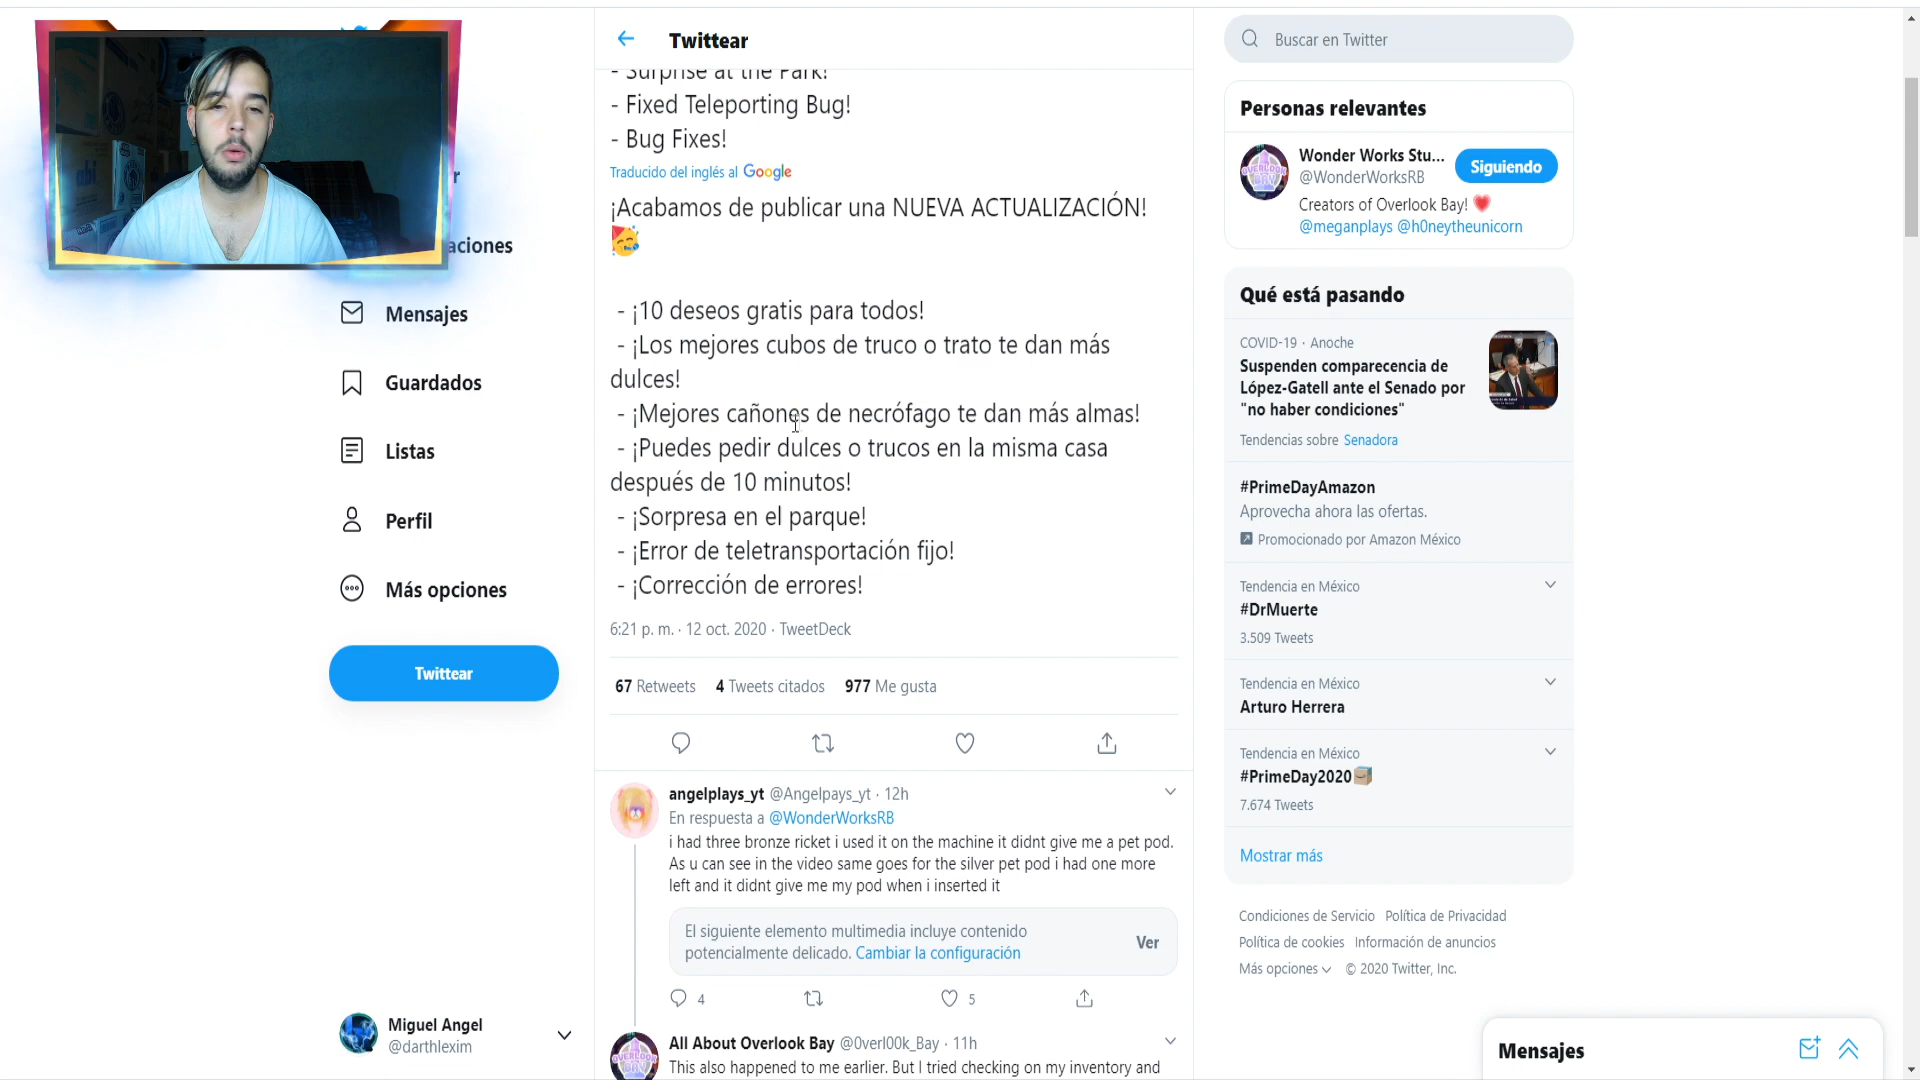 Twittear
- Surprise at the Park!
- Fixed Teleporting Bug!
- Bug Fixes!
Traducido del inglés al Google
¡Acabamos de publicar una NUEVA ACTUALIZACIÓN!
- ¡10 deseos gratis para todos!
- ¡Los mejores cubos de truco o trato te dan más
dulces!
- ¡Mejores cañones de necrófago te dan más almas!
- ¡Puedes pedir dulces o trucos en la misma casa
después de 10 minutos!
- ¡Sorpresa en el parque!
- ¡Error de teletransportación fijo!
- ¡Corrección de errores!
6:21 p. m. · 12 oct. 2020 · TweetDeck
67 Retweets 4 Tweets citados 977 Me gusta
angelplays_yt @Angelpays_yt · 12h
En respuesta a @WonderWorksRB
i had three bronze ricket i used it on the machine it didnt give me a pet pod.
As u can see in the video same goes for the silver pet pod i had one more
left and it didnt give me my pod when i inserted it
El siguiente elemento multimedia incluye contenido
potencialmente delicado. Cambiar la configuración
Ver
4
5
All About Overlook Bay @0verl00k_Bay · 11h
This also happened to me earlier. But I tried checking on my inventory and
aciones
Mensajes
Guardados
Listas
Perfil
Más opciones
Twittear
Miguel Angel
@darthlexim
Buscar en Twitter
Personas relevantes
Wonder Works Stu...
@WonderWorksRB
Siguiendo
Creators of Overlook Bay!
@meganplays @h0neytheunicorn
Qué está pasando
COVID-19 · Anoche
Suspenden comparecencia de
López-Gatell ante el Senado por
"no haber condiciones"
Tendencias sobre Senadora
#PrimeDayAmazon
Aprovecha ahora las ofertas.
Promocionado por Amazon México
Tendencia en México
#DrMuerte
3.509 Tweets
Tendencia en México
Arturo Herrera
Tendencia en México
#PrimeDay2020
7.674 Tweets
Mostrar más
Condiciones de Servicio Política de Privacidad
Política de cookies Información de anuncios
Más opciones © 2020 Twitter, Inc.
Mensajes